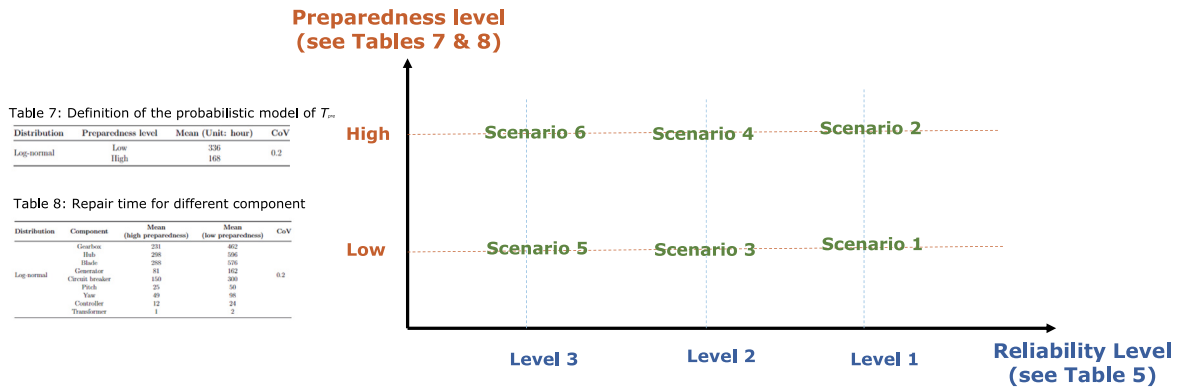 Preparedness level
(see Tables 7 & 8)
Table 7: Definition of the probabilistic model of
Distribution Preparedness level Mean (Unit: hour) CoV
Log-normal Low 336 0.2
High 168
Table 8: Repair time for different component
Distribution Component Mean (high preparedness) Mean (low preparedness) CoV
Gearbox 231 462
Hub 298 596
Blade 288 576
Generator 81 162
Log-normal Circuit breaker 150 300 0.2
Pitch 25 50
Yaw 49 98
Controller 12 24
Transformer 1 2
High
Scenario 6
Scenario 4
Scenario 2
Low
Scenario 5
Scenario 3
Scenario 1
Level 3
Level 2
Level 1
Reliability Level
(see Table 5)